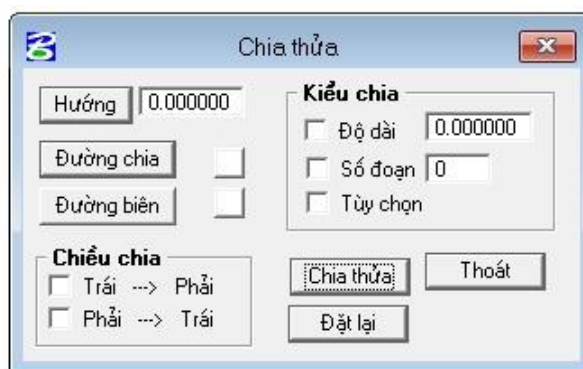 Chia thửa
Hướng 0.000000
Đường chia
Đường biên
Kiểu chia
Độ dài 0.000000
Số đoạn 0
Tùy chọn
Chiều chia
Trái ---> Phải
Phải ---> Trái
Chia thửa
Thoát
Đặt lại